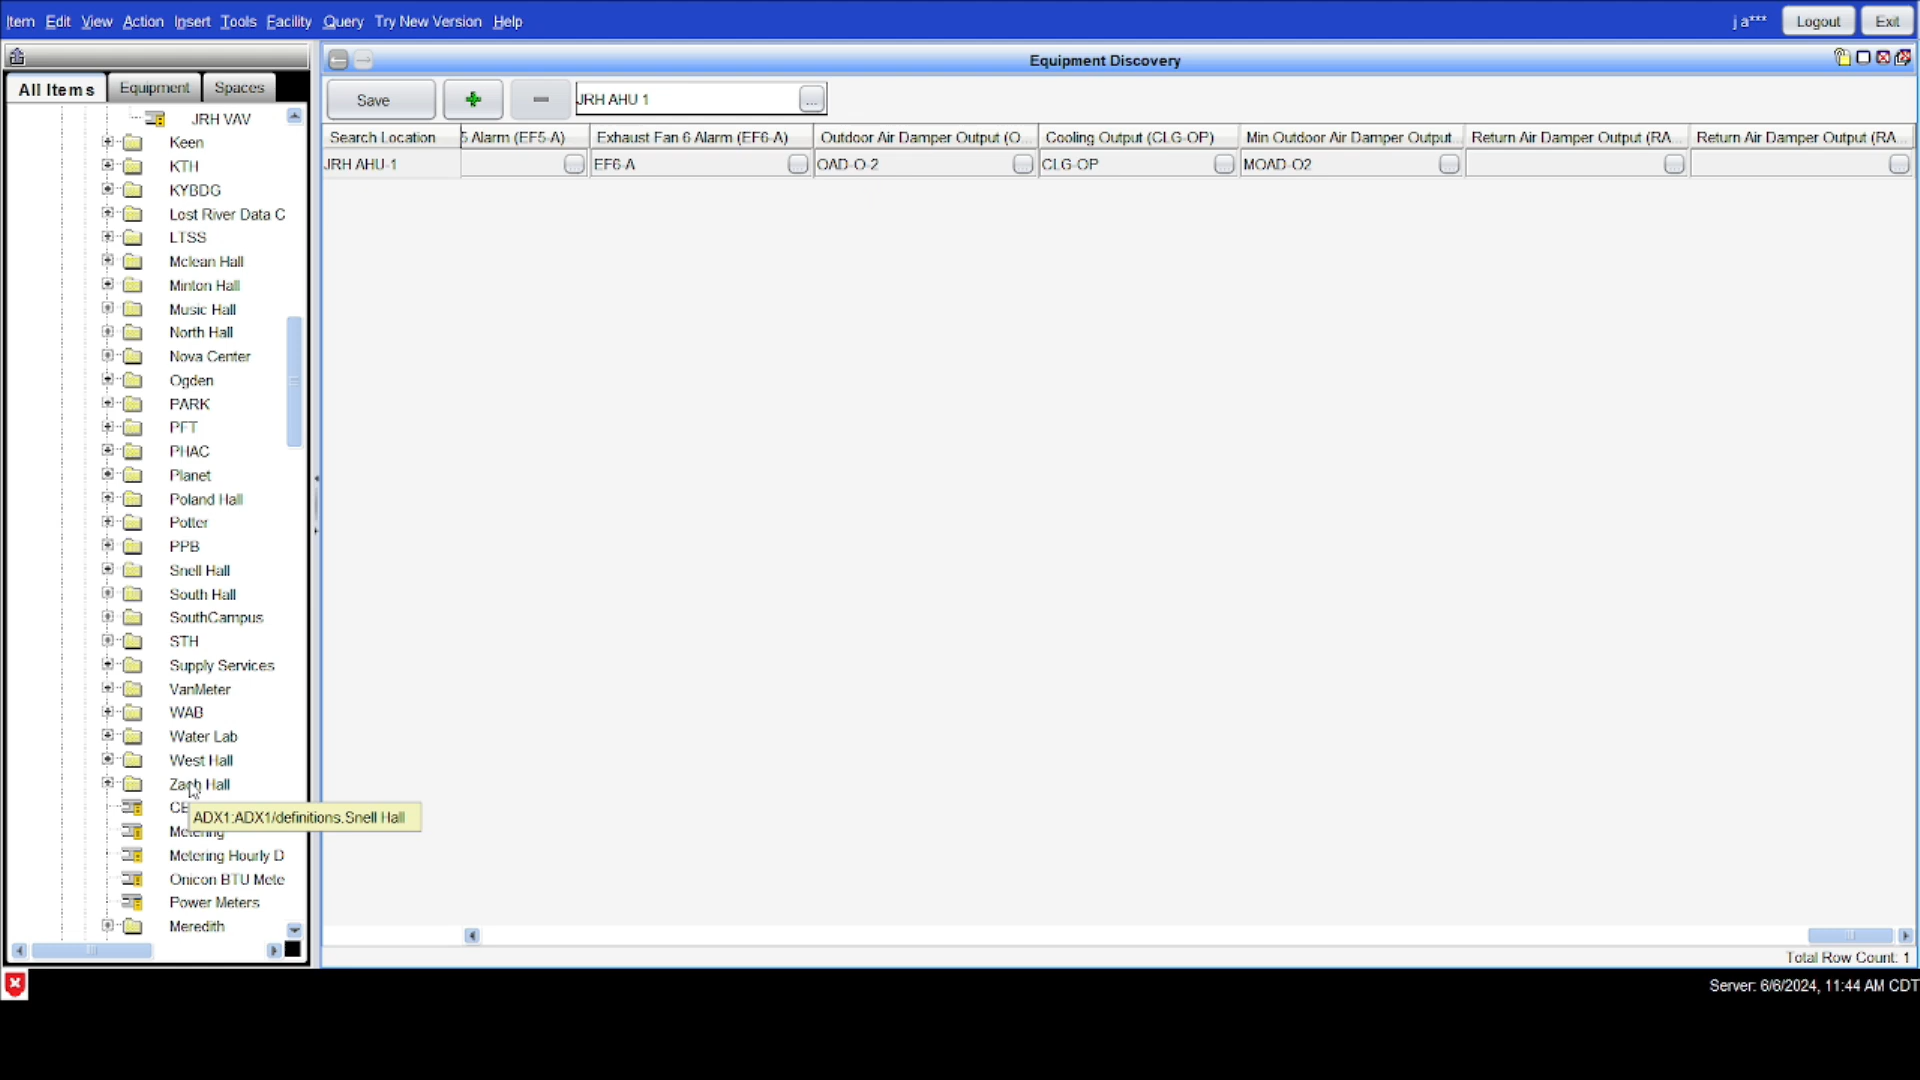 Item Edit View Action Insert Tools Facility Query Try New Version Help
j a*** Logout Exit
Equipment Discovery
All Items Equipment Spaces
Save JRH AHU 1 ...
Search Location 5 Alarm (EF5-A) Exhaust Fan 6 Alarm (EF6-A) Outdoor Air Damper Output (O... Cooling Output (CLG-OP) Min Outdoor Air Damper Output... Return Air Damper Output (RA... Return Air Damper Output (RA...
JRH AHU-1 ... EF6-A ... OAD-O-2 ... CLG-OP ... MOAD-O2 ... ... ...
JRH VAV
Keen
KTH
KYBDG
Lost River Data C
LTSS
Mclean Hall
Minton Hall
Music Hall
North Hall
Nova Center
Ogden
PARK
PFT
PHAC
Planet
Poland Hall
Potter
PPB
Snell Hall
South Hall
SouthCampus
STH
Supply Services
VanMeter
WAB
Water Lab
West Hall
Zach Hall
CE
ADX1:ADX1/definitions.Snell Hall
Metering
Metering Hourly D
Onicon BTU Mete
Power Meters
Meredith
Total Row Count: 1
Server: 6/6/2024, 11:44 AM CDT